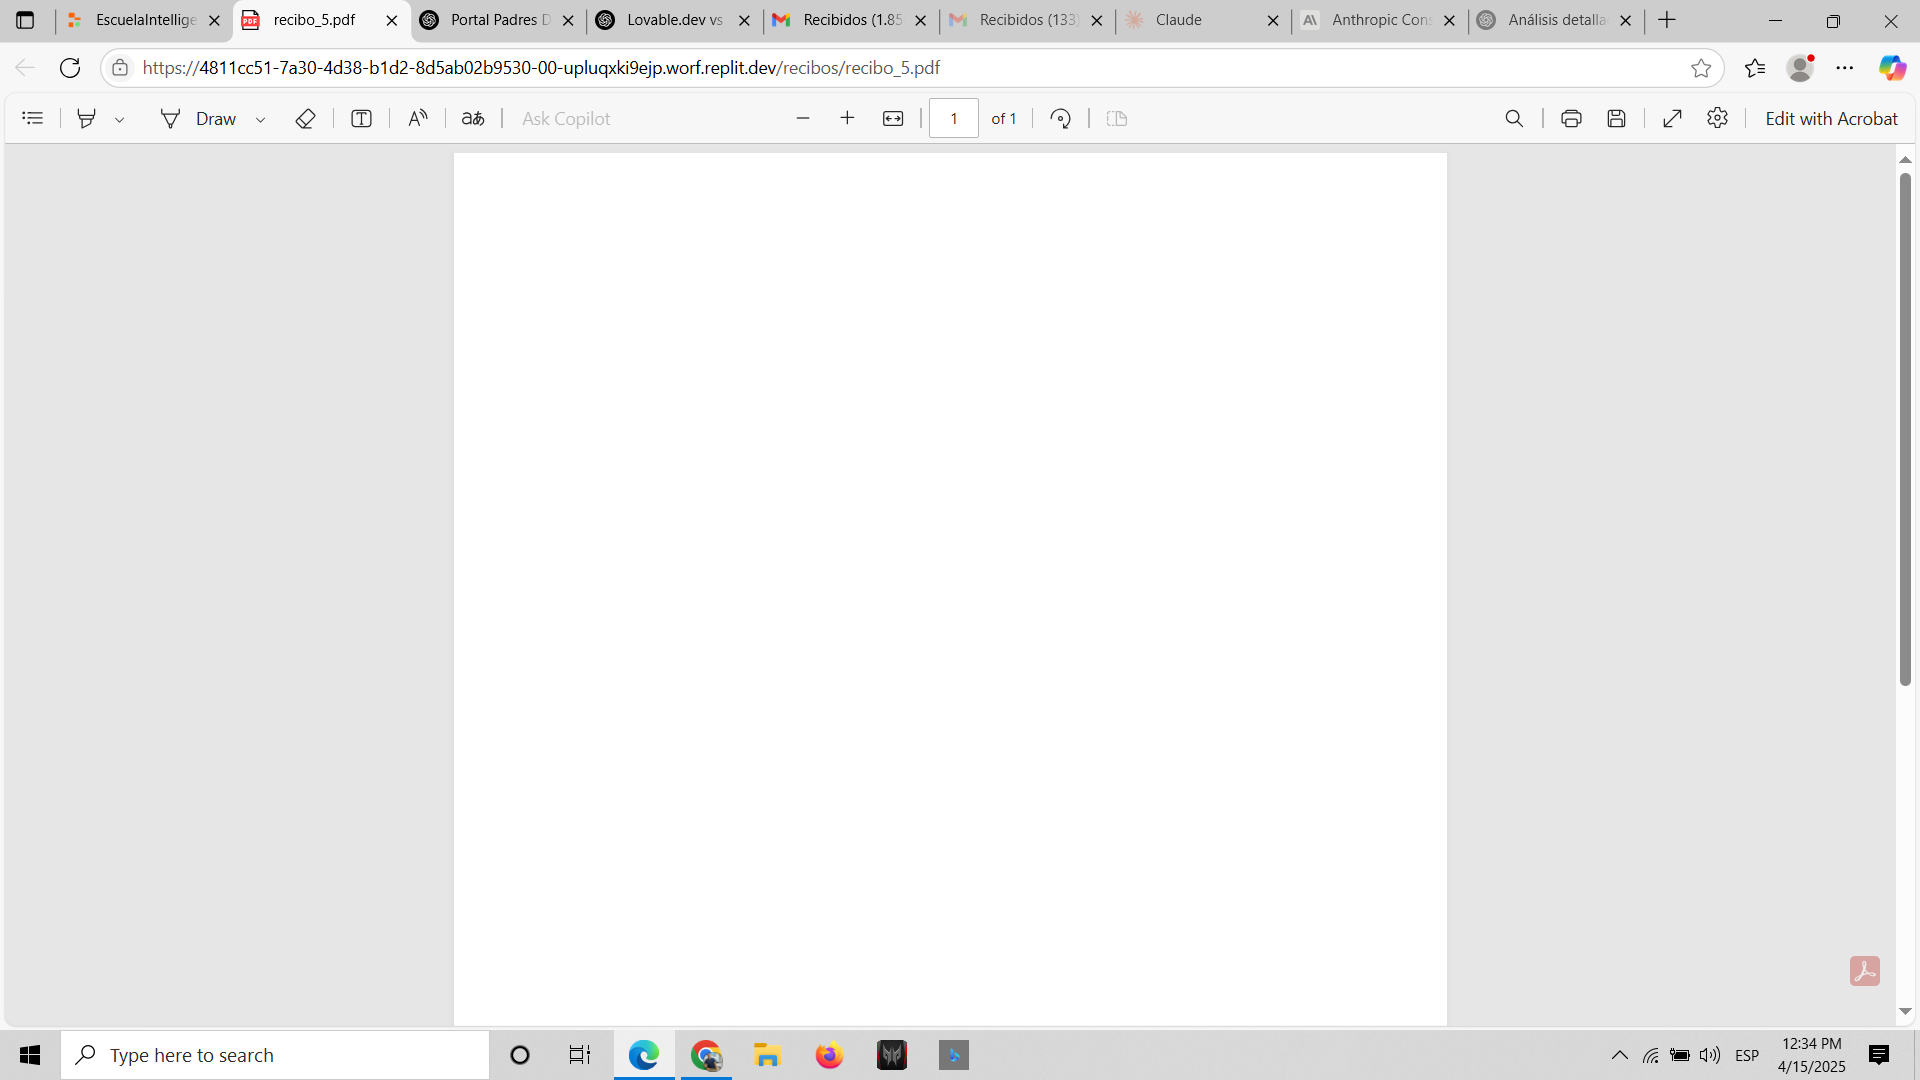 EscuelaIntellige
recibo_5.pdf
Portal Padres D
Lovable.dev vs
Recibidos (1.85
Recibidos (133)
Claude
Anthropic Cons
Análisis detalla
https://4811cc51-7a30-4d38-b1d2-8d5ab02b9530-00-upluqxki9ejp.worf.replit.dev/recibos/recibo_5.pdf
Draw
Ask Copilot
1 of 1
Edit with Acrobat
Type here to search
ESP
12:34 PM
4/15/2025